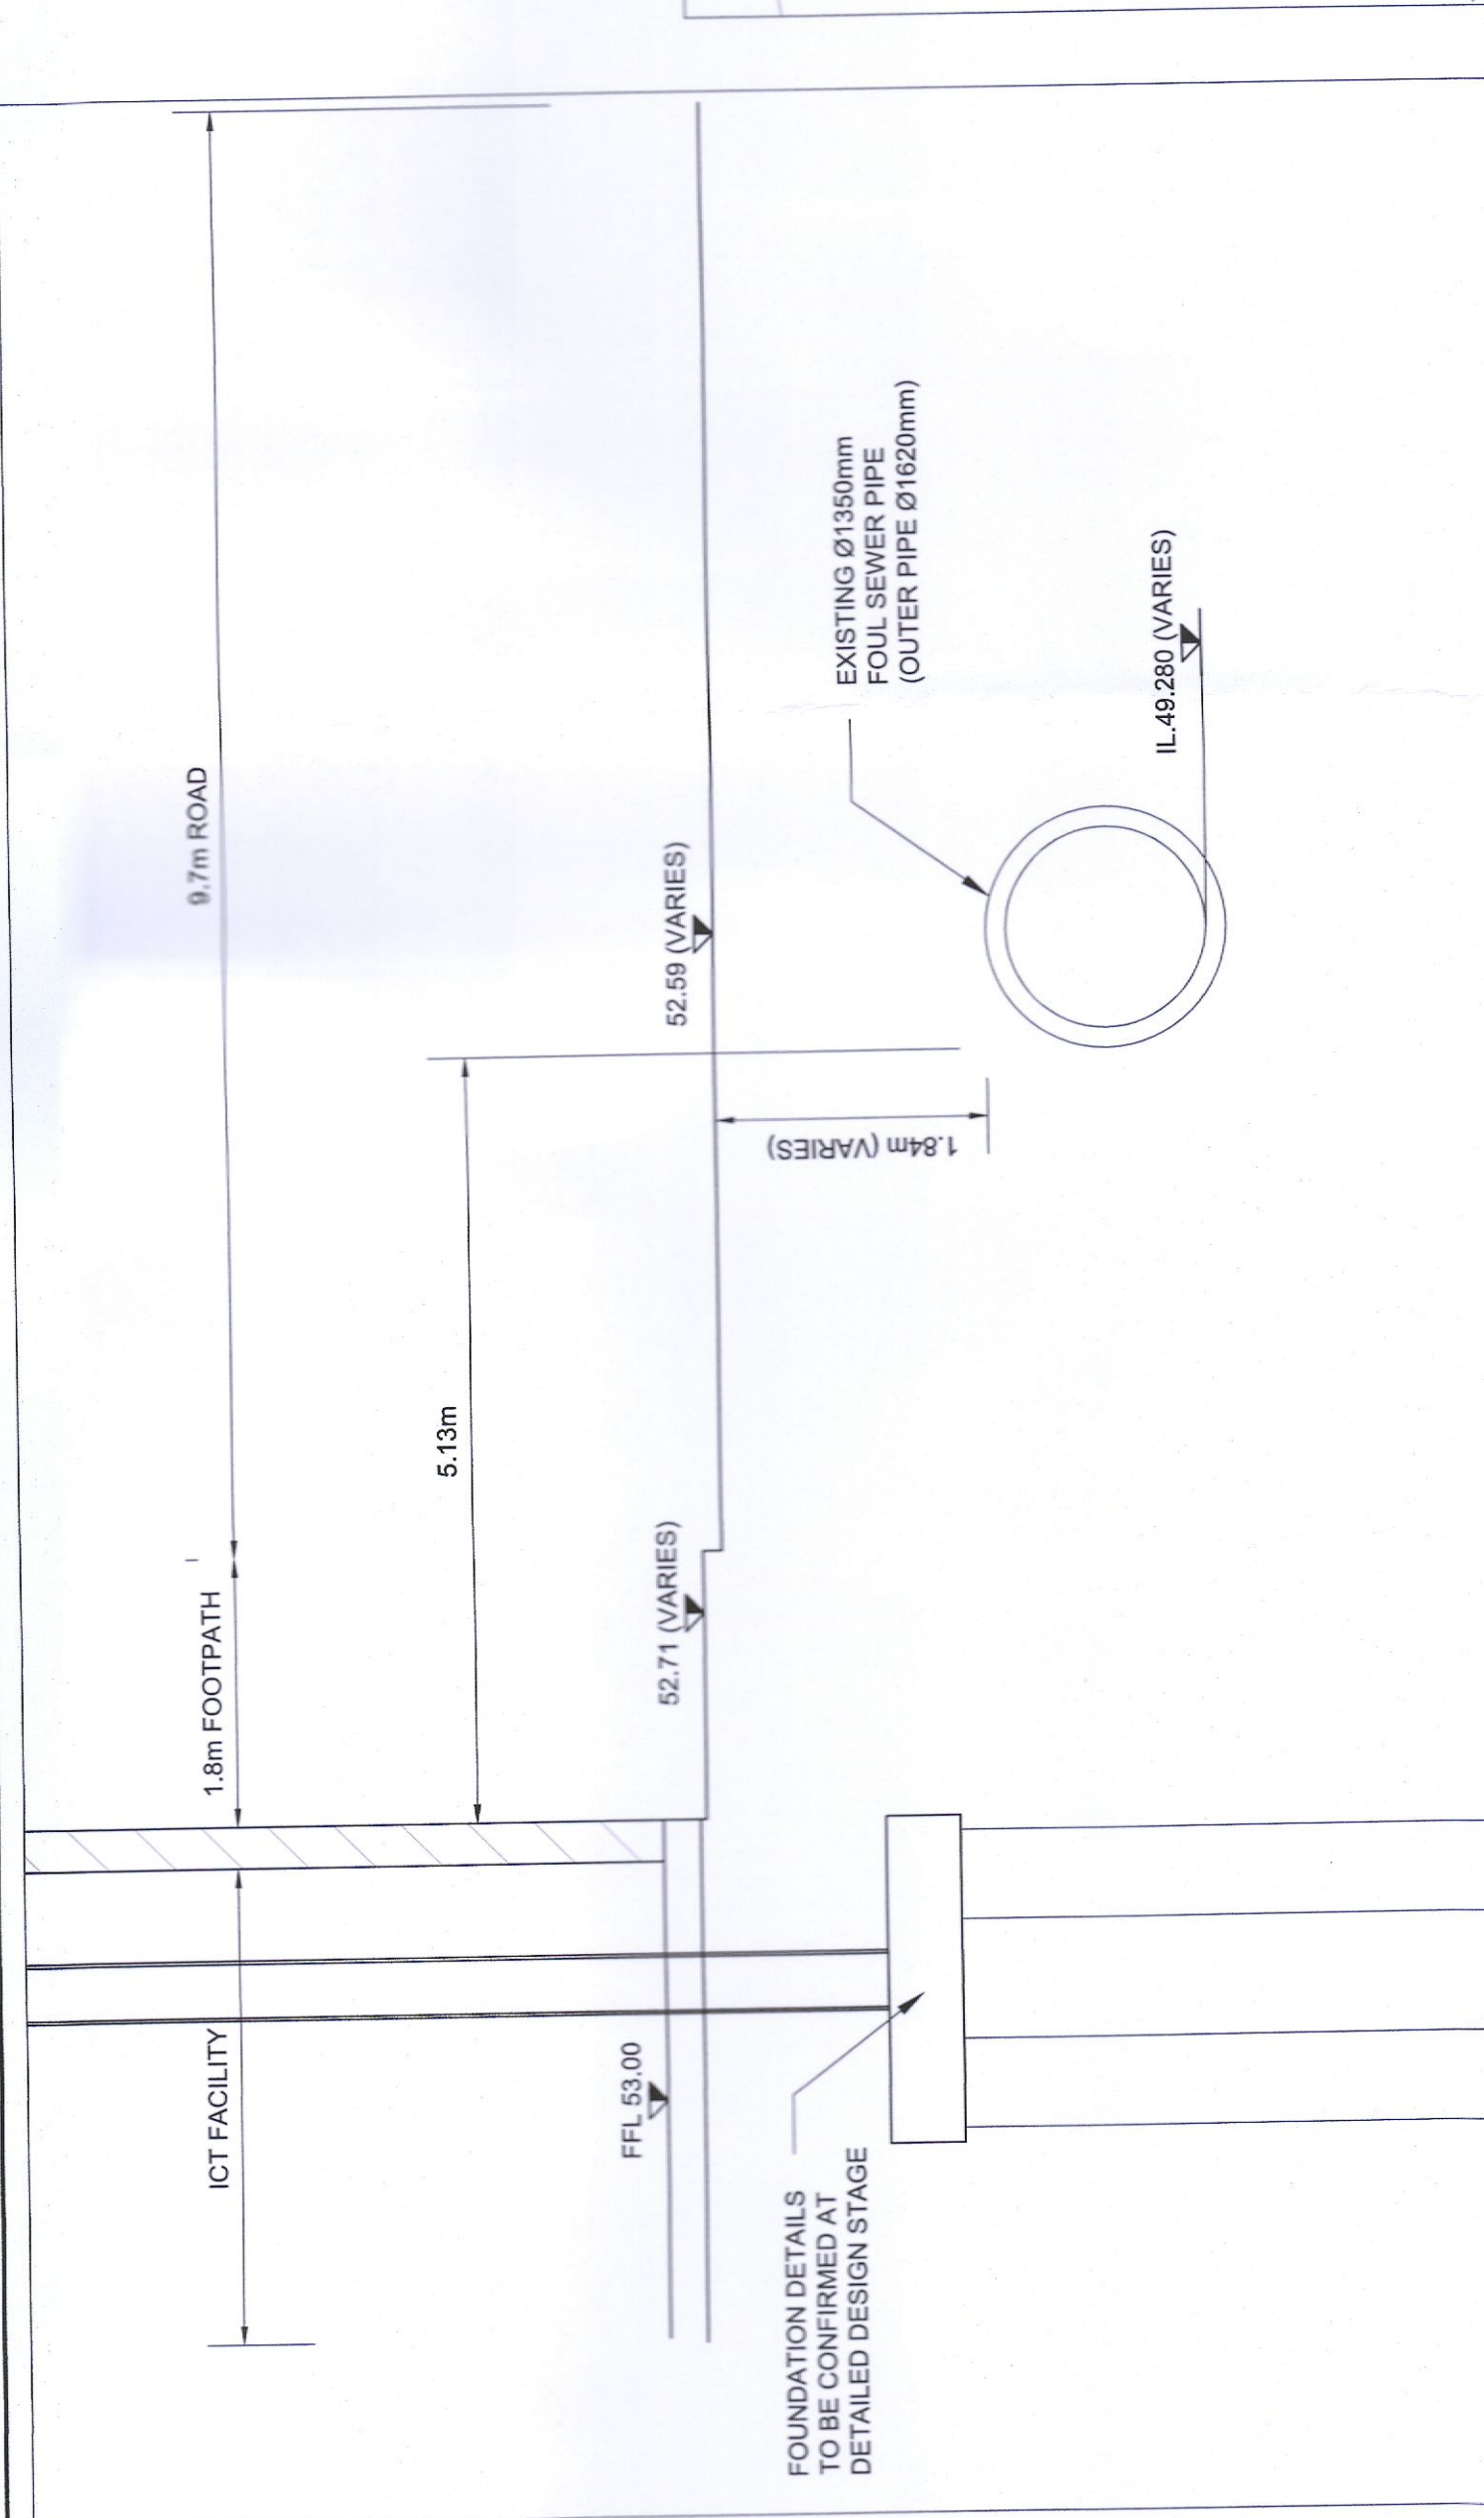 ICT FACILITY
1.8m FOOTPATH
9.7m ROAD
5.13m
FFL 53.00
52.71 (VARIES)
52.59 (VARIES)
1.84m (VARIES)
FOUNDATION DETAILS
TO BE CONFIRMED AT
DETAILED DESIGN STAGE
EXISTING Ø1350mm
FOUL SEWER PIPE
(OUTER PIPE Ø1620mm)
IL.49.280 (VARIES)